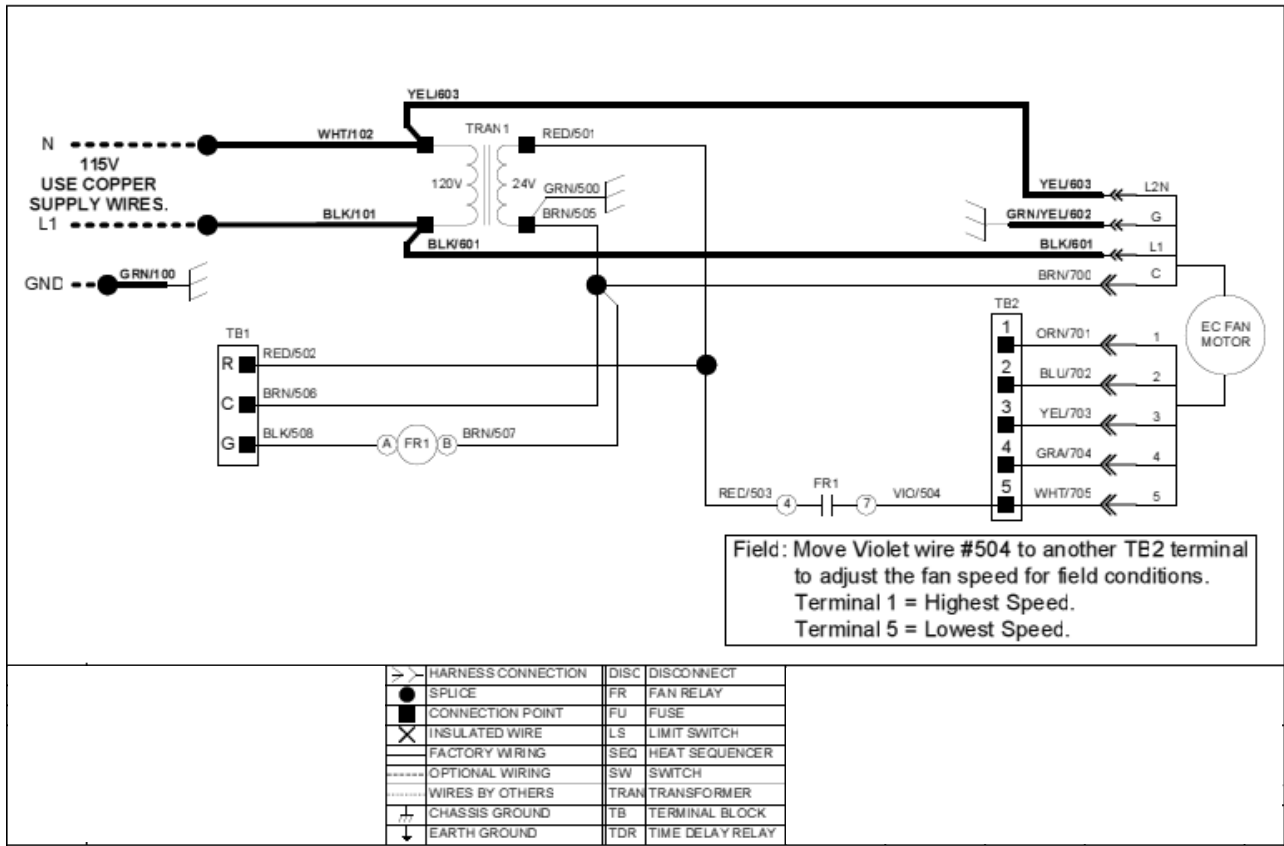 YEL/603
N
WHT/102
TRAN1
RED/501
115V
USE COPPER
SUPPLY WIRES.
120V
24V
GRN/500
BRN/505
L1
BLK/101
BLK/601
GND
GRN/100
YEL/603
L2N
GRN/YEL/602
G
BLK/601
L1
BRN/700
C
EC FAN
MOTOR
TB1
R
RED/502
C
BRN/506
G
BLK/508
A
FR1
B
BRN/507
TB2
1
ORN/701
1
2
BLU/702
2
3
YEL/703
3
4
GRA/704
4
5
WHT/705
5
RED/503
4
FR1
7
VIO/504
Field: Move Violet wire #504 to another TB2 terminal
to adjust the fan speed for field conditions.
Terminal 1 = Highest Speed.
Terminal 5 = Lowest Speed.
HARNESS CONNECTION DISC DISCONNECT
SPLICE FR FAN RELAY
CONNECTION POINT FU FUSE
INSULATED WIRE LS LIMIT SWITCH
FACTORY WIRING SEQ HEAT SEQUENCER
OPTIONAL WIRING SW SWITCH
WIRES BY OTHERS TRAN TRANSFORMER
CHASSIS GROUND TB TERMINAL BLOCK
EARTH GROUND TDR TIME DELAY RELAY